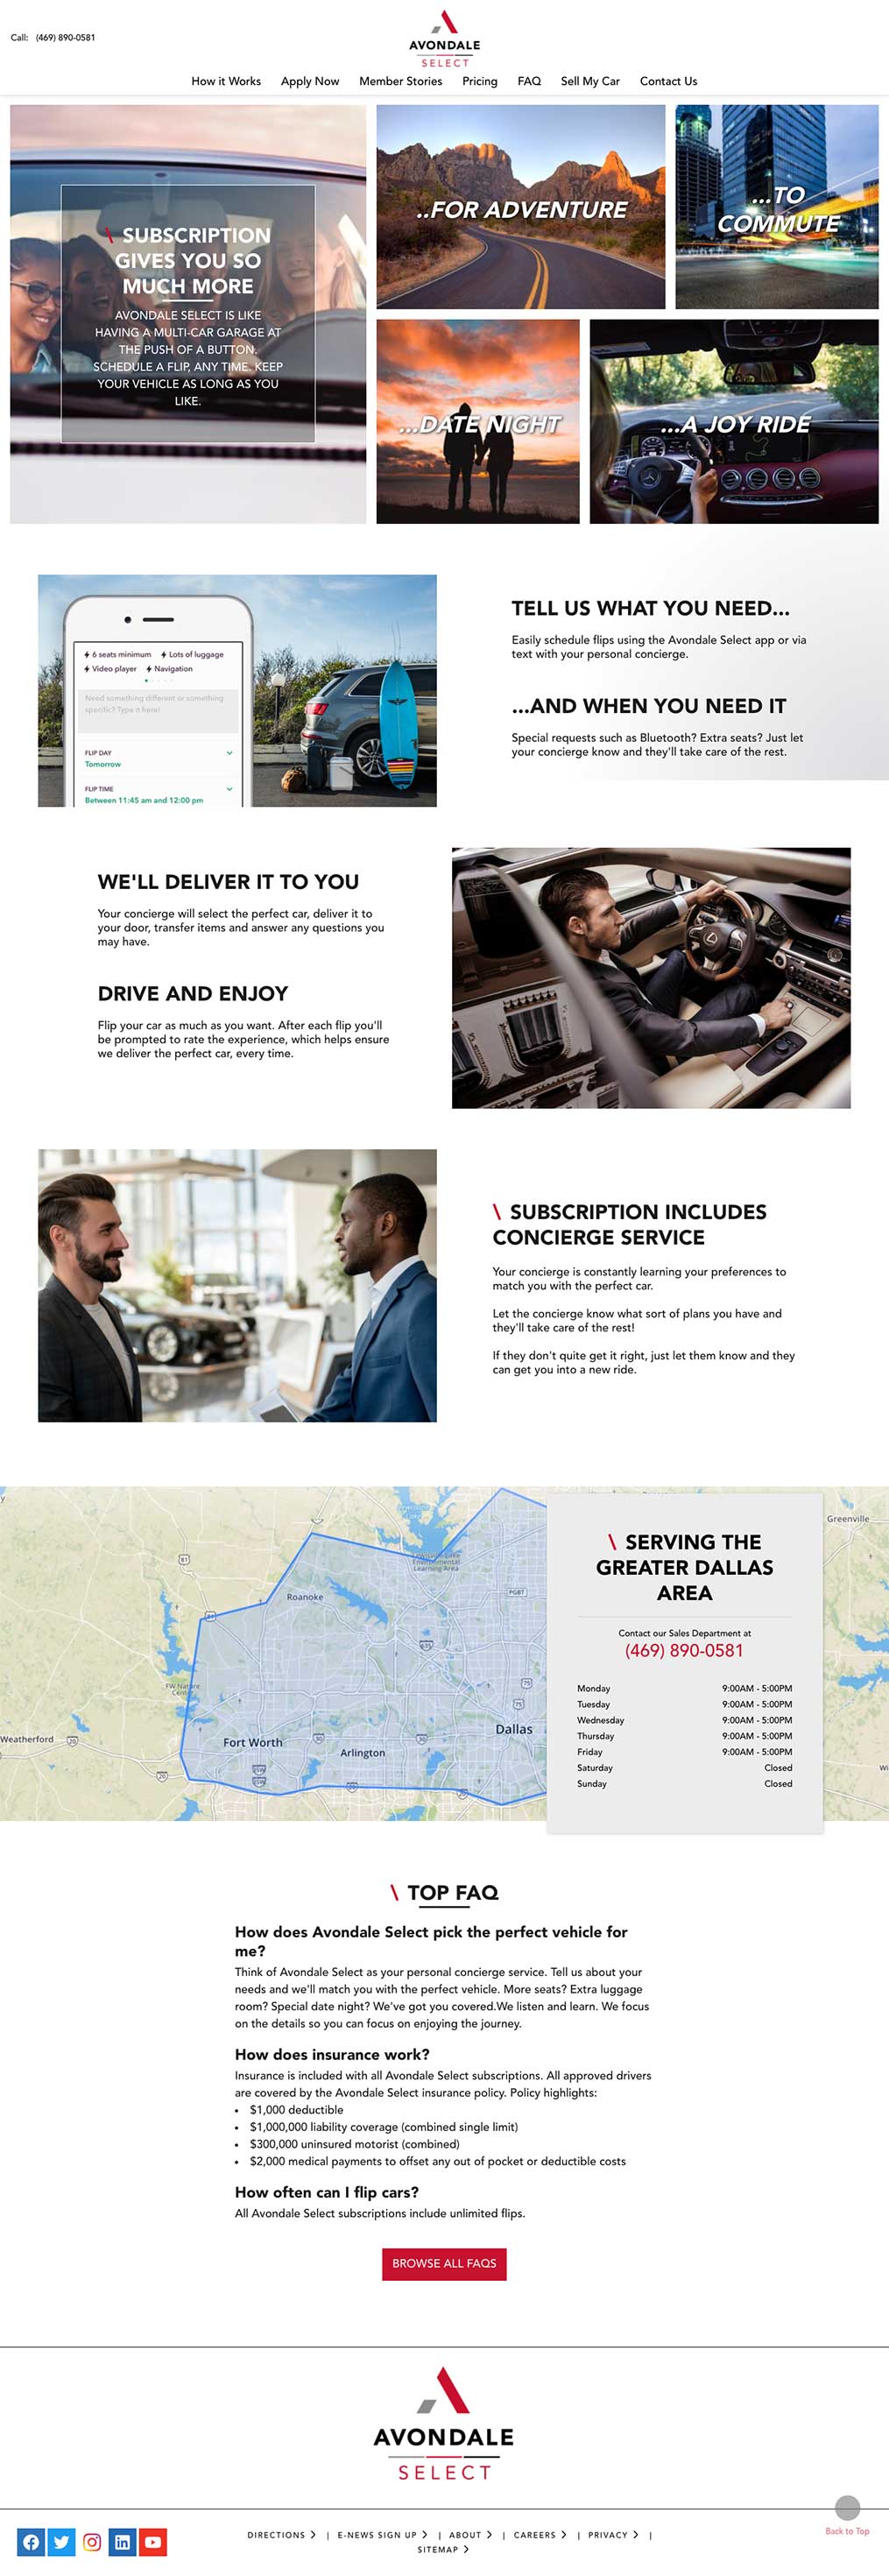 Call: (469) 890-0581
AVONDALE
SELECT
How it Works Apply Now Member Stories Pricing FAQ Sell My Car Contact Us
\ SUBSCRIPTION
GIVES YOU SO
MUCH MORE
AVONDALE SELECT IS LIKE
HAVING A MULTI-CAR GARAGE AT
THE PUSH OF A BUTTON.
SCHEDULE A FLIP, ANY TIME. KEEP
YOUR VEHICLE AS LONG AS YOU
LIKE.
..FOR ADVENTURE
...TO
COMMUTE
...DATE NIGHT
...A JOY RIDE
6 seats minimum Lots of luggage
Video player Navigation
Need something different or something
specific? Type it here!
FLIP DAY
Tomorrow
FLIP TIME
Between 11:45 am and 12:00 pm
TELL US WHAT YOU NEED...
Easily schedule flips using the Avondale Select app or via
text with your personal concierge.
...AND WHEN YOU NEED IT
Special requests such as Bluetooth? Extra seats? Just let
your concierge know and they'll take care of the rest.
WE'LL DELIVER IT TO YOU
Your concierge will select the perfect car, deliver it to
your door, transfer items and answer any questions you
may have.
DRIVE AND ENJOY
Flip your car as much as you want. After each flip you'll
be prompted to rate the experience, which helps ensure
we deliver the perfect car, every time.
\ SUBSCRIPTION INCLUDES
CONCIERGE SERVICE
Your concierge is constantly learning your preferences to
match you with the perfect car.
Let the concierge know what sort of plans you have and
they'll take care of the rest!
If they don't quite get it right, just let them know and they
can get you into a new ride.
Environmental
Learning Area
Greenville
Roanoke
PGBT
FW Nature
Center
Weatherford
Fort Worth
Arlington
Dallas
\ SERVING THE
GREATER DALLAS
AREA
Contact our Sales Department at
(469) 890-0581
Monday 9:00AM - 5:00PM
Tuesday 9:00AM - 5:00PM
Wednesday 9:00AM - 5:00PM
Thursday 9:00AM - 5:00PM
Friday 9:00AM - 5:00PM
Saturday Closed
Sunday Closed
\ TOP FAQ
How does Avondale Select pick the perfect vehicle for
me?
Think of Avondale Select as your personal concierge service. Tell us about your
needs and we'll match you with the perfect vehicle. More seats? Extra luggage
room? Special date night? We've got you covered.We listen and learn. We focus
on the details so you can focus on enjoying the journey.
How does insurance work?
Insurance is included with all Avondale Select subscriptions. All approved drivers
are covered by the Avondale Select insurance policy. Policy highlights:
• $1,000 deductible
• $1,000,000 liability coverage (combined single limit)
• $300,000 uninsured motorist (combined)
• $2,000 medical payments to offset any out of pocket or deductible costs
How often can I flip cars?
All Avondale Select subscriptions include unlimited flips.
BROWSE ALL FAQS
AVONDALE
SELECT
DIRECTIONS > | E-NEWS SIGN UP > | ABOUT > | CAREERS > | PRIVACY > |
SITEMAP >
Back to Top